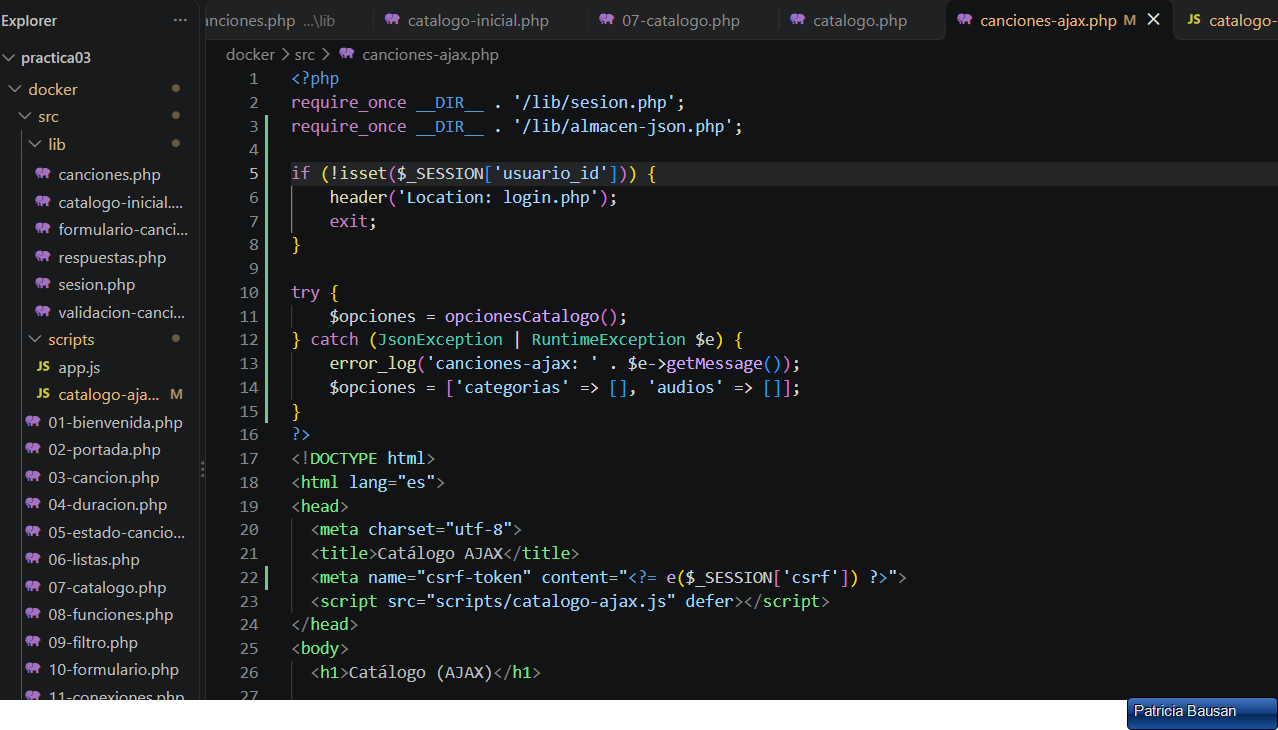 Explorer ···
anciones.php ...\lib
catalogo-inicial.php
07-catalogo.php
catalogo.php
canciones-ajax.php M
JS catalogo-
practica03
docker
src
lib
canciones.php
catalogo-inicial....
formulario-canci...
respuestas.php
sesion.php
validacion-canci...
scripts
JS app.js
JS catalogo-aja... M
01-bienvenida.php
02-portada.php
03-cancion.php
04-duracion.php
05-estado-cancio...
06-listas.php
07-catalogo.php
08-funciones.php
09-filtro.php
10-formulario.php
11-conexiones.php
docker > src > canciones-ajax.php
1 <?php
2 require_once __DIR__ . '/lib/sesion.php';
3 require_once __DIR__ . '/lib/almacen-json.php';
4
5 if (!isset($_SESSION['usuario_id'])) {
6 header('Location: login.php');
7 exit;
8 }
9
10 try {
11 $opciones = opcionesCatalogo();
12 } catch (JsonException | RuntimeException $e) {
13 error_log('canciones-ajax: ' . $e->getMessage());
14 $opciones = ['categorias' => [], 'audios' => []];
15 }
16 ?>
17 <!DOCTYPE html>
18 <html lang="es">
19 <head>
20 <meta charset="utf-8">
21 <title>Catálogo AJAX</title>
22 <meta name="csrf-token" content="<?= e($_SESSION['csrf']) ?>">
23 <script src="scripts/catalogo-ajax.js" defer></script>
24 </head>
25 <body>
26 <h1>Catálogo (AJAX)</h1>
27
Patricia Bausan